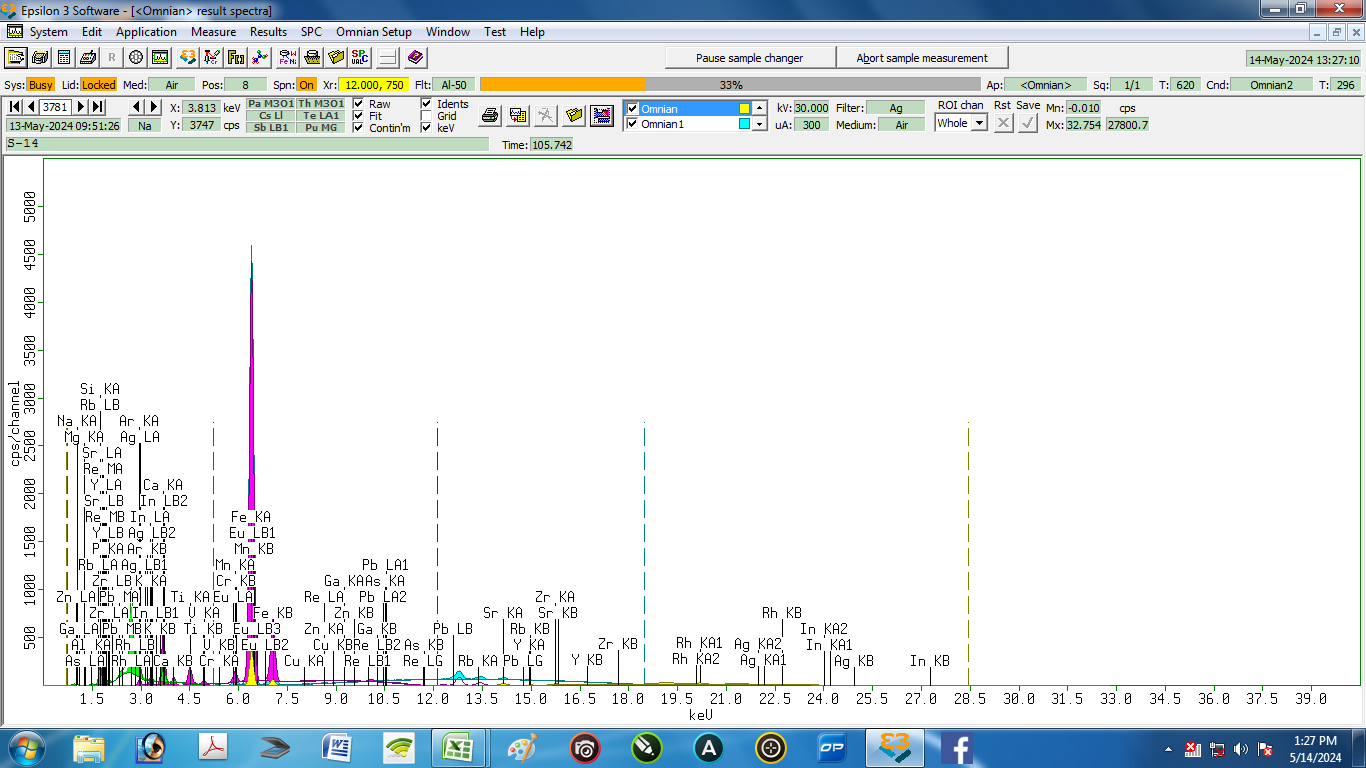 Epsilon 3 Software - [<Omnian> result spectra]
System Edit Application Measure Results SPC Omnian Setup Window Test Help
Pause sample changer Abort sample measurement 14-May-2024 13:27:10
Sys: Busy Lid: Locked Med: Air Pos: 8 Spn: On Xr: 12.000, 750 Flt: Al-50 33% Ap: <Omnian> Sq: 1/1 T: 620 Cnd: Omnian2 T: 296
3781 X: 3.813 keV Pa M3O1 Th M3O1 Raw Idents Omnian kV: 30.000 Filter: Ag ROI chan Rst Save Mn: -0.010 cps
13-May-2024 09:51:26 Na Y: 3747 cps Cs Ll Te LA1 Fit Grid Omnian1 uA: 300 Medium: Air Whole Mx: 32.754 27800.7
Sb LB1 Pu MG Contin'm keV
S-14 Time: 105.742
5000
4500
4000
3500
3000
2500
2000
1500
1000
500
cps/channel
Si KA
Rb LB
Na KA Ar KA
Mg KA Ag LA
Sr LA
Re MA
Y LA Ca KA
Sr LB In LB2
Re MB In LA Fe KA
Y LB Ag LB2 Eu LB1
P KA Ar KB Mn KB
Rb LA Ag LB1 Mn KA Pb LA1
Zr LB K KA Cr KB Ga KA As KA
Zn LA Pb MA Ti KA Eu LA Re LA Pb LA2 Zr KA
Zr LA In LB1 V KA Fe KB Zn KB Sr KA Sr KB Rh KB
Ga LA Pb MB K KB Ti KB Eu LB3 Zn KA Ga KB Pb LB Rb KB In KA2
Al KA Rh LB V KB Eu LB2 Cu KB Re LB2 As KB Y KA Zr KB Rh KA1 Ag KA2 In KA1
As LA Rh LA Ca KB Cr KA Cu KA Re LB1 Re LG Rb KA Pb LG Y KB Rh KA2 Ag KA1 Ag KB In KB
1.5 3.0 4.5 6.0 7.5 9.0 10.5 12.0 13.5 15.0 16.5 18.0 19.5 21.0 22.5 24.0 25.5 27.0 28.5 30.0 31.5 33.0 34.5 36.0 37.5 39.0
keV
1:27 PM
5/14/2024